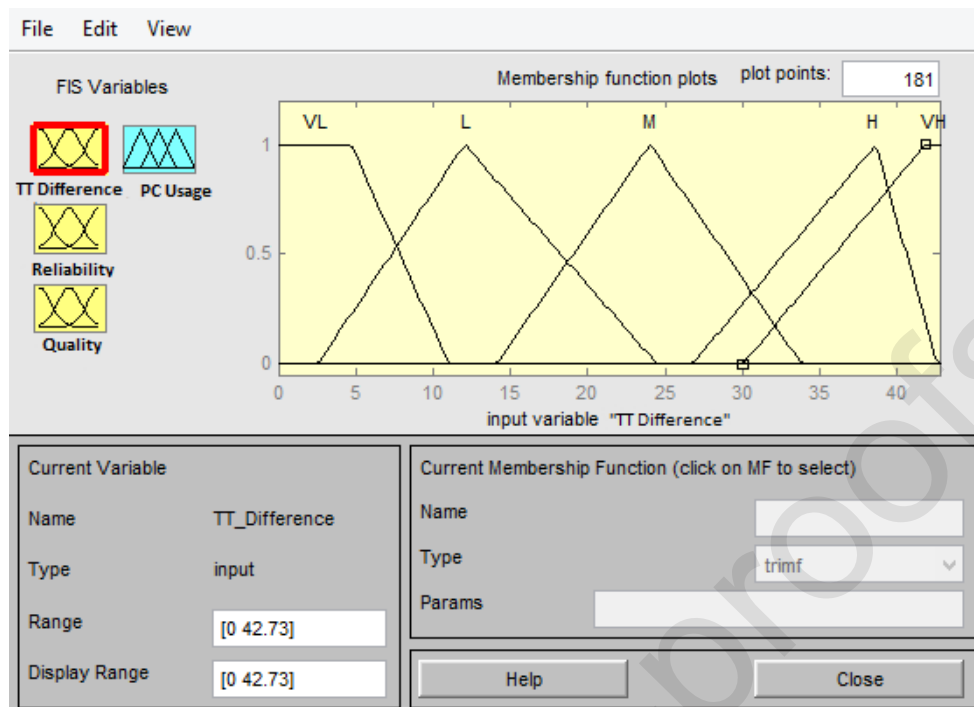 File Edit View
FIS Variables
Membership function plots plot points: 181
TT Difference PC Usage
Reliability
Quality
VL L M H VH
1
0.5
0
0 5 10 15 20 25 30 35 40
input variable "TT Difference"
Current Variable
Name TT_Difference
Type input
Range [0 42.73]
Display Range [0 42.73]
Current Membership Function (click on MF to select)
Name
Type trimf
Params
Help Close
proofs